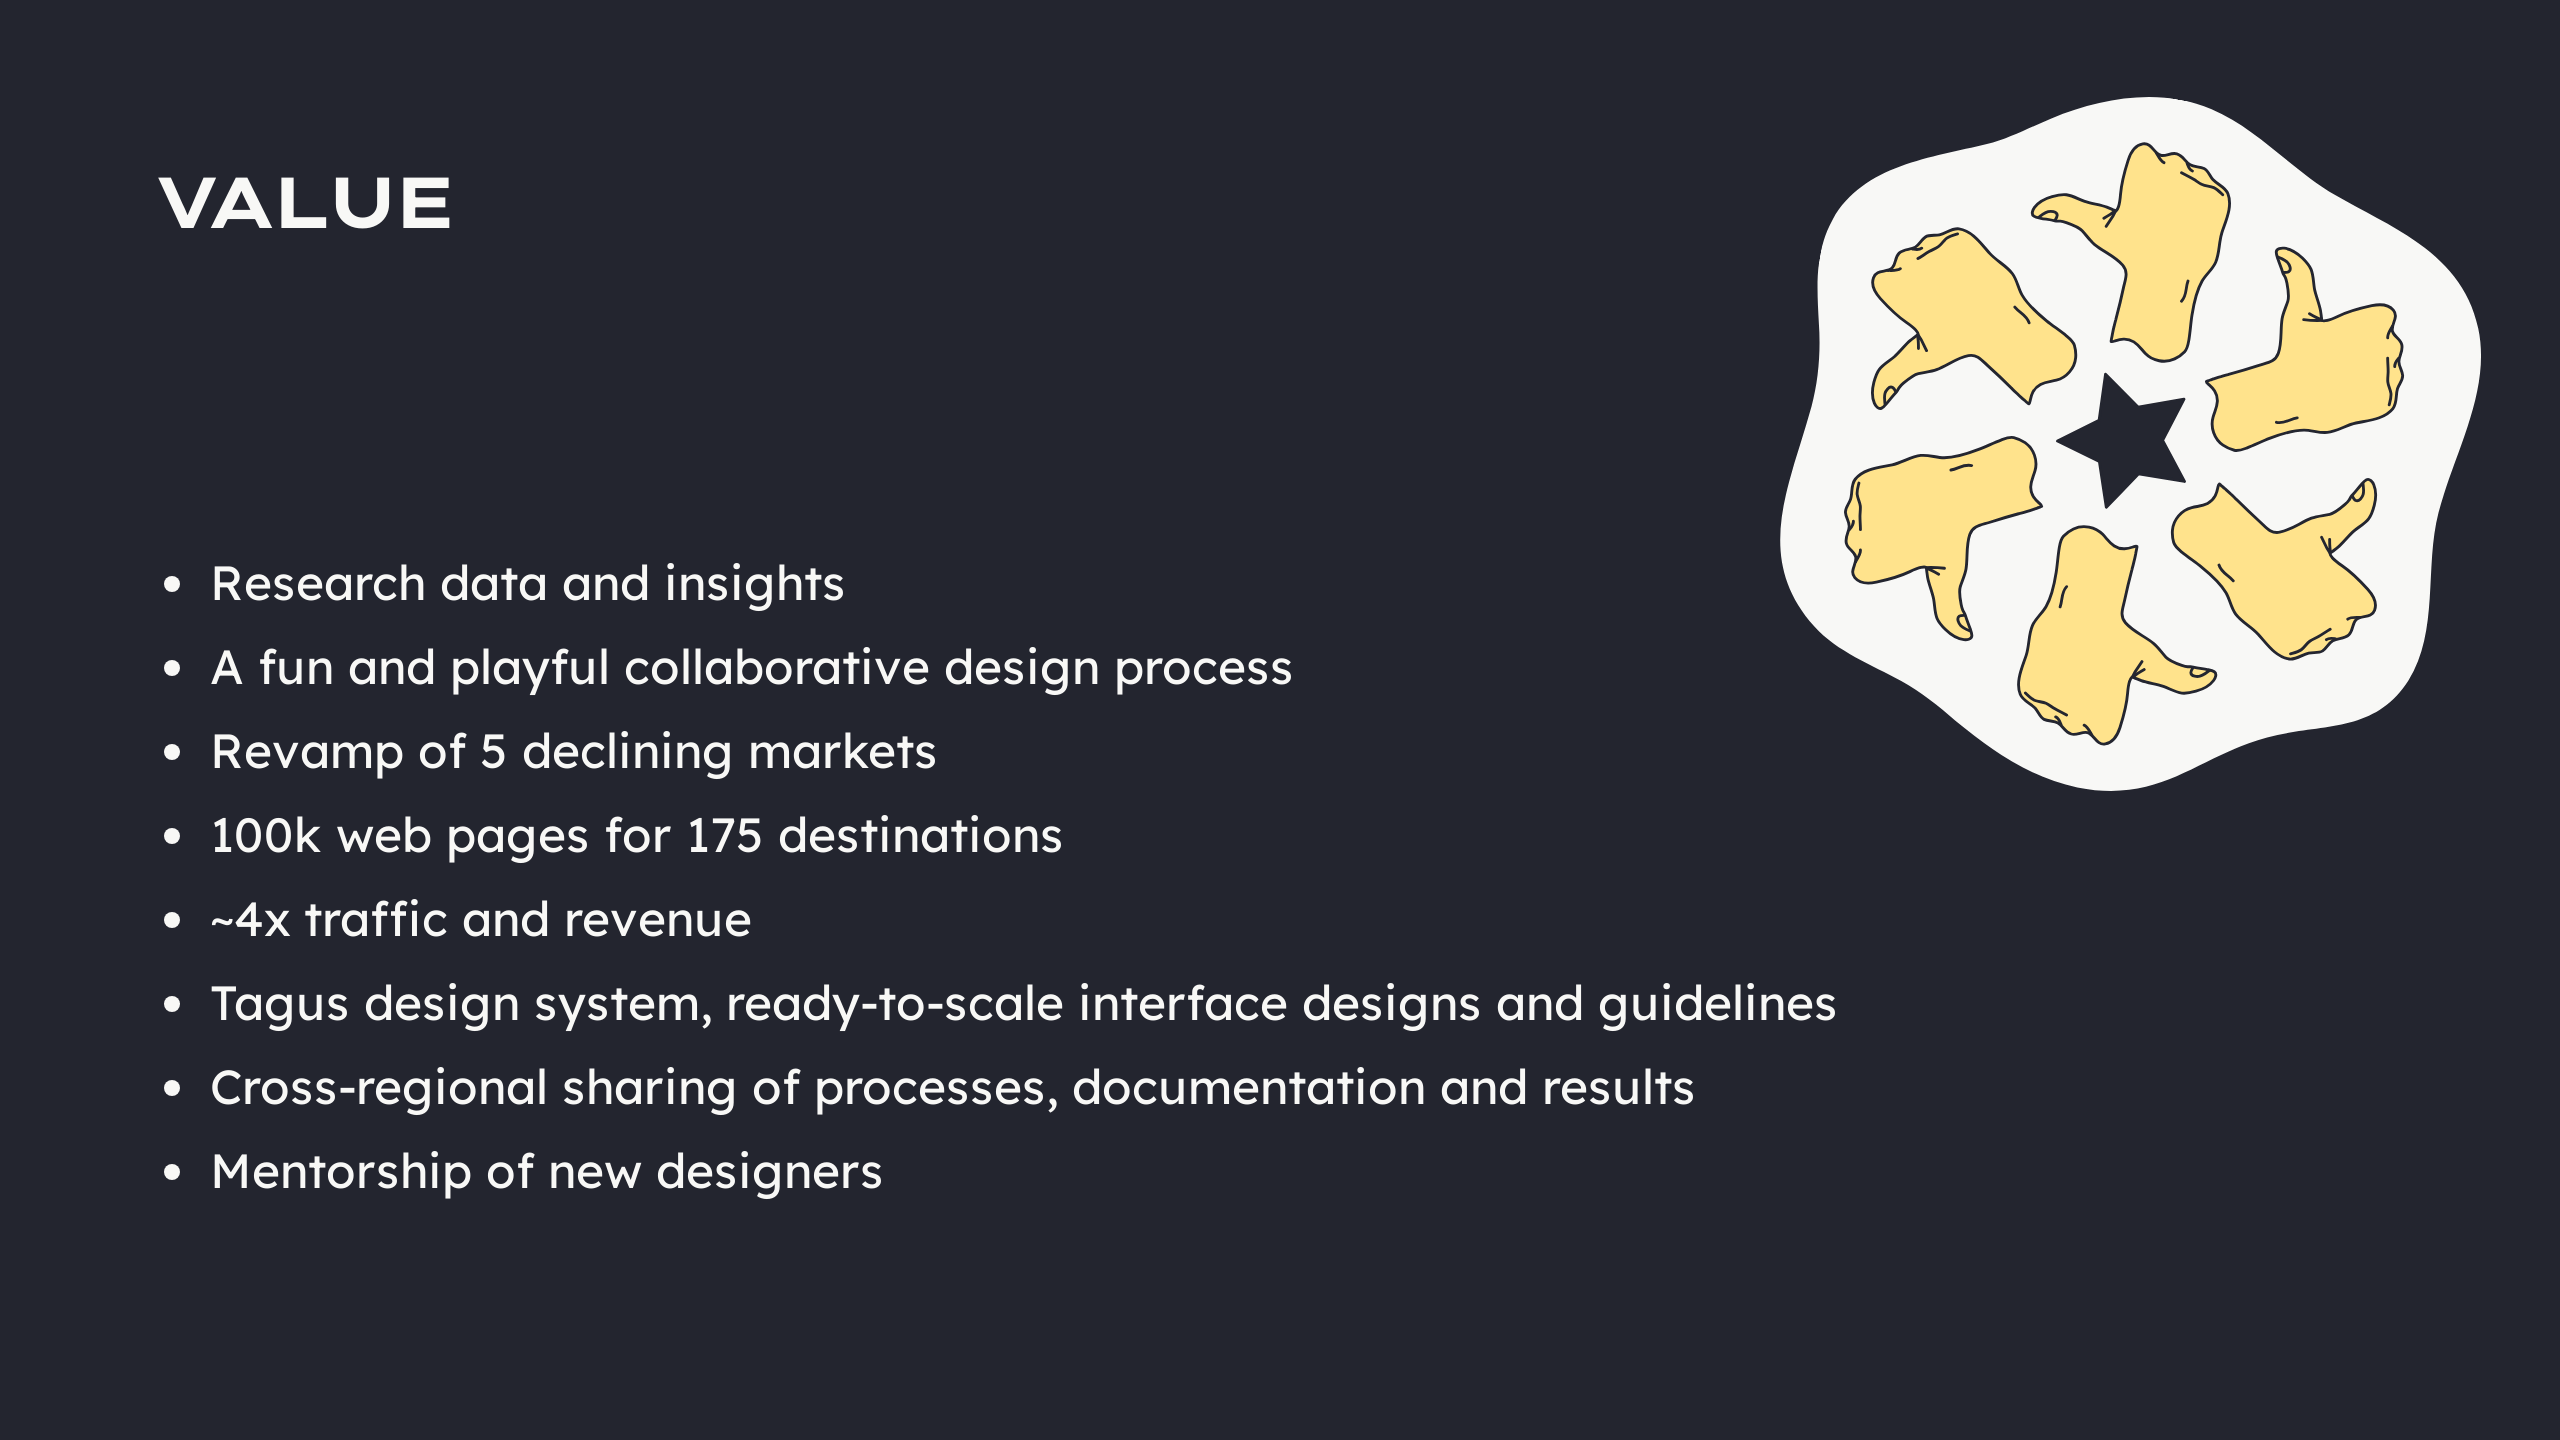 VALUE
• Research data and insights
• A fun and playful collaborative design process
• Revamp of 5 declining markets
• 100k web pages for 175 destinations
• ~4x traffic and revenue
• Tagus design system, ready-to-scale interface designs and guidelines
• Cross-regional sharing of processes, documentation and results
• Mentorship of new designers